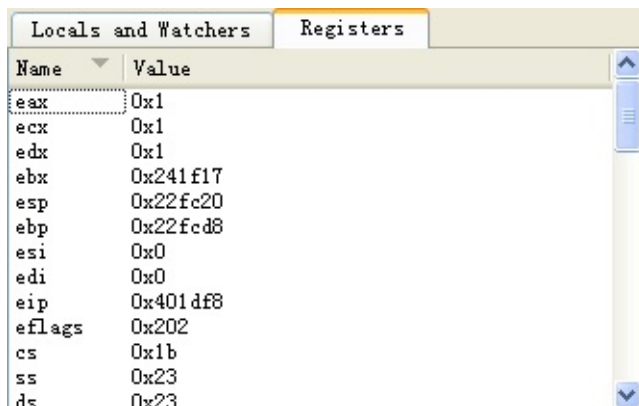 Locals and Watchers Registers
Name Value
eax 0x1
ecx 0x1
edx 0x1
ebx 0x241f17
esp 0x22fc20
ebp 0x22fcd8
esi 0x0
edi 0x0
eip 0x401df8
eflags 0x202
cs 0x1b
ss 0x23
ds 0x23